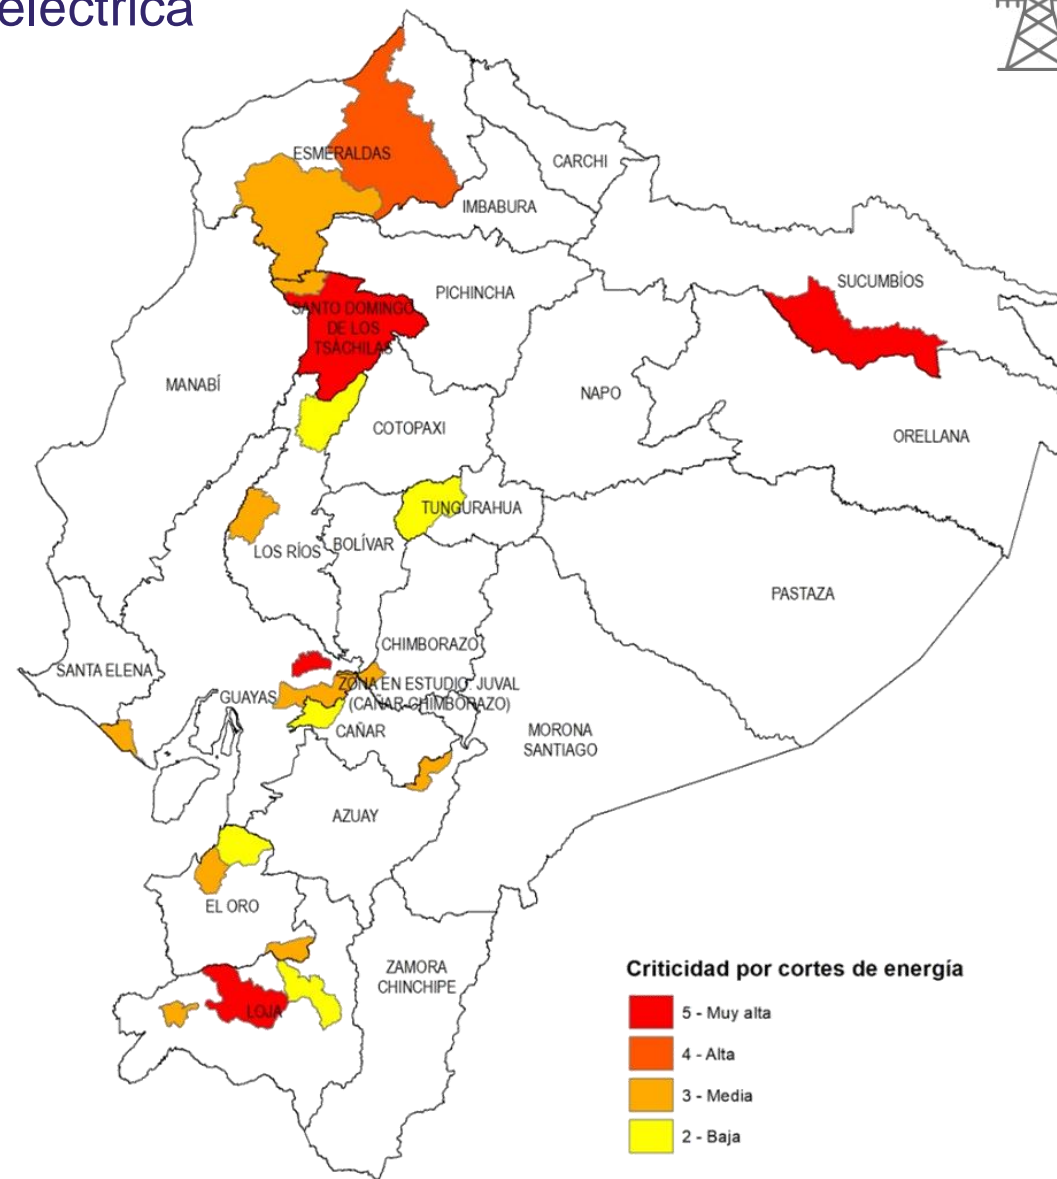 eléctrica
ESMERALDAS
CARCHI
IMBABURA
SUCUMBÍOS
PICHINCHA
SANTO DOMINGO
DE LOS
TSÁCHILAS
MANABÍ
NAPO
COTOPAXI
ORELLANA
TUNGURAHUA
LOS RÍOS
BOLÍVAR
PASTAZA
CHIMBORAZO
SANTA ELENA
ZONA EN ESTUDIO: JUVAL
(CAÑAR-CHIMBORAZO)
GUAYAS
CAÑAR
MORONA
SANTIAGO
AZUAY
EL ORO
ZAMORA
CHINCHIPE
LOJA
Criticidad por cortes de energía
5 - Muy alta
4 - Alta
3 - Media
2 - Baja